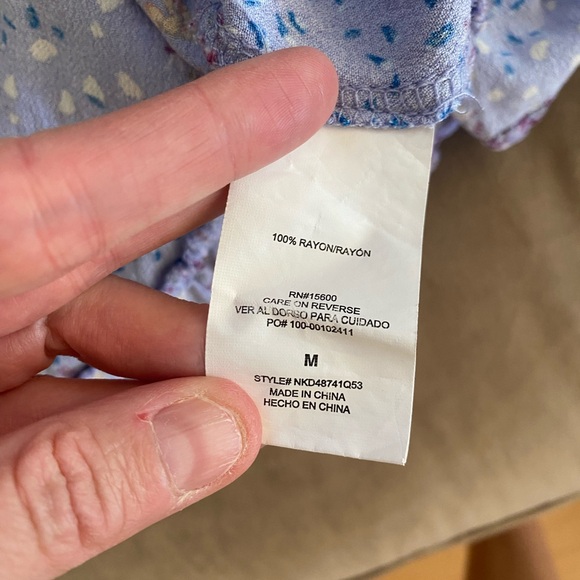 100% RAYON/RAYÓN
RN#15600
CARE ON REVERSE
VER AL DORSO PARA CUIDADO
PO# 100-00102411
M
STYLE# NKD48741Q53
MADE IN CHINA
HECHO EN CHINA